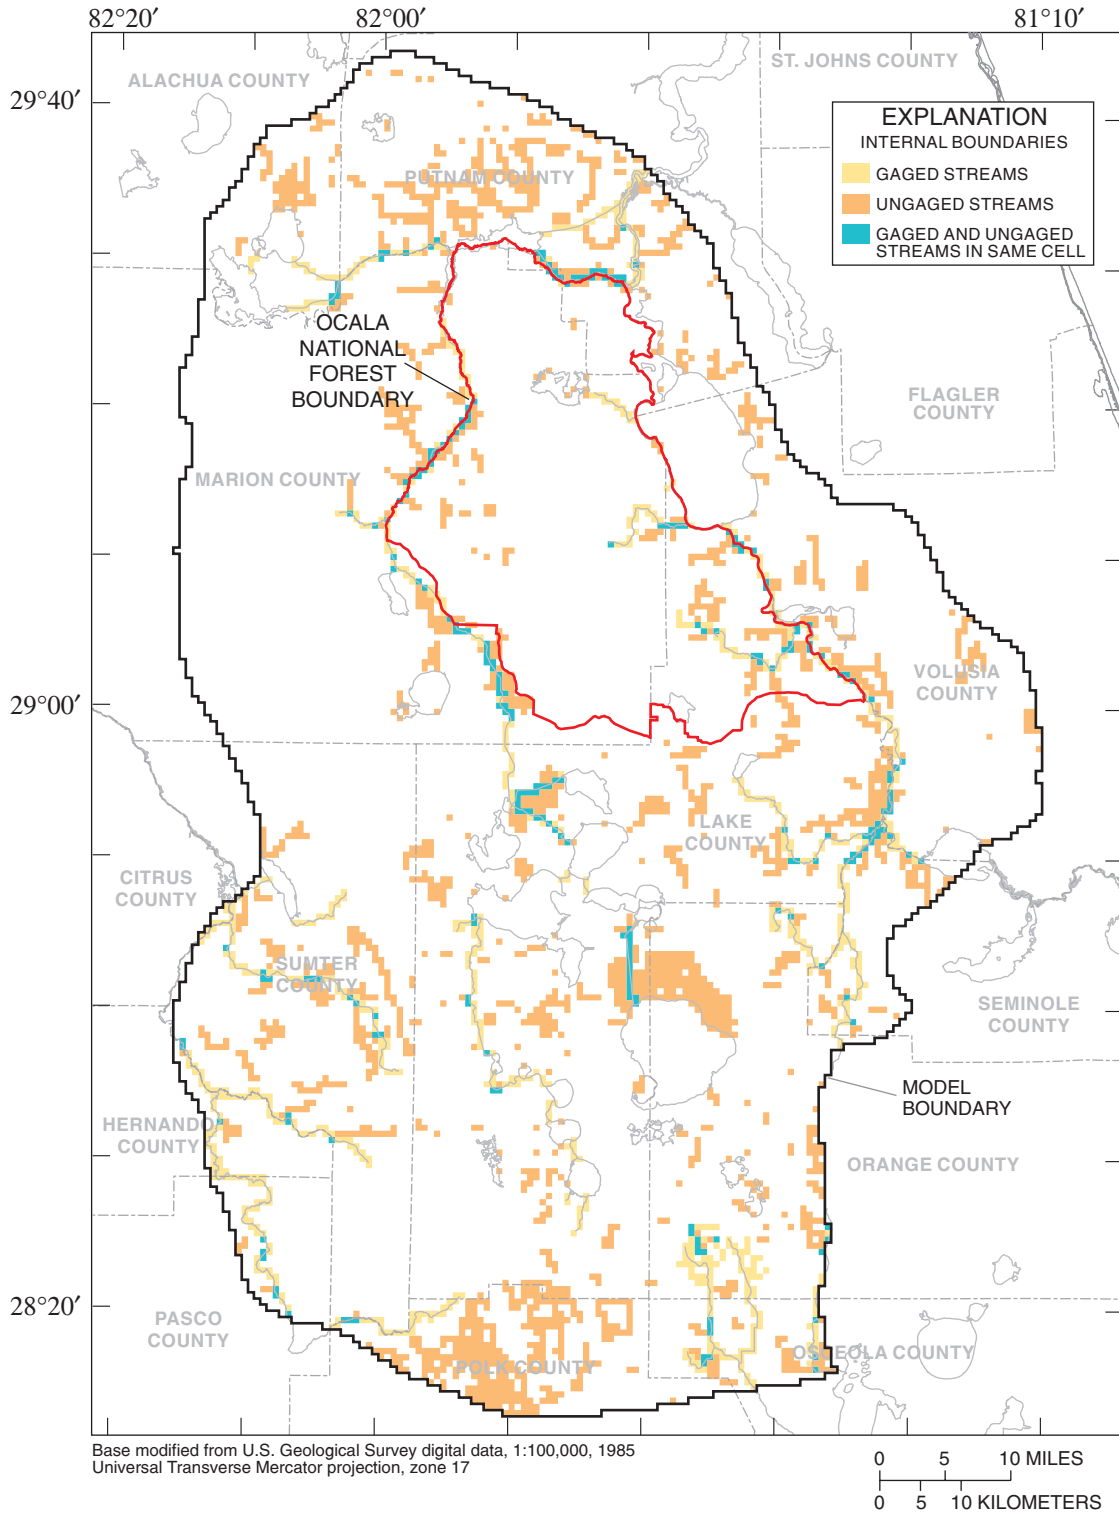 82°20′
82°00′
81°10′
29°40′
29°00′
28°20′
ALACHUA COUNTY
ST. JOHNS COUNTY
EXPLANATION
INTERNAL BOUNDARIES
GAGED STREAMS
UNGAGED STREAMS
GAGED AND UNGAGED
STREAMS IN SAME CELL
PUTNAM COUNTY
OCALA
NATIONAL
FOREST
BOUNDARY
FLAGLER
COUNTY
MARION COUNTY
VOLUSIA
COUNTY
LAKE
COUNTY
CITRUS
COUNTY
SUMTER
COUNTY
SEMINOLE
COUNTY
MODEL
BOUNDARY
HERNANDO
COUNTY
ORANGE COUNTY
PASCO
COUNTY
POLK COUNTY
OSCEOLA COUNTY
Base modified from U.S. Geological Survey digital data, 1:100,000, 1985
Universal Transverse Mercator projection, zone 17
0 5 10 MILES
0 5 10 KILOMETERS